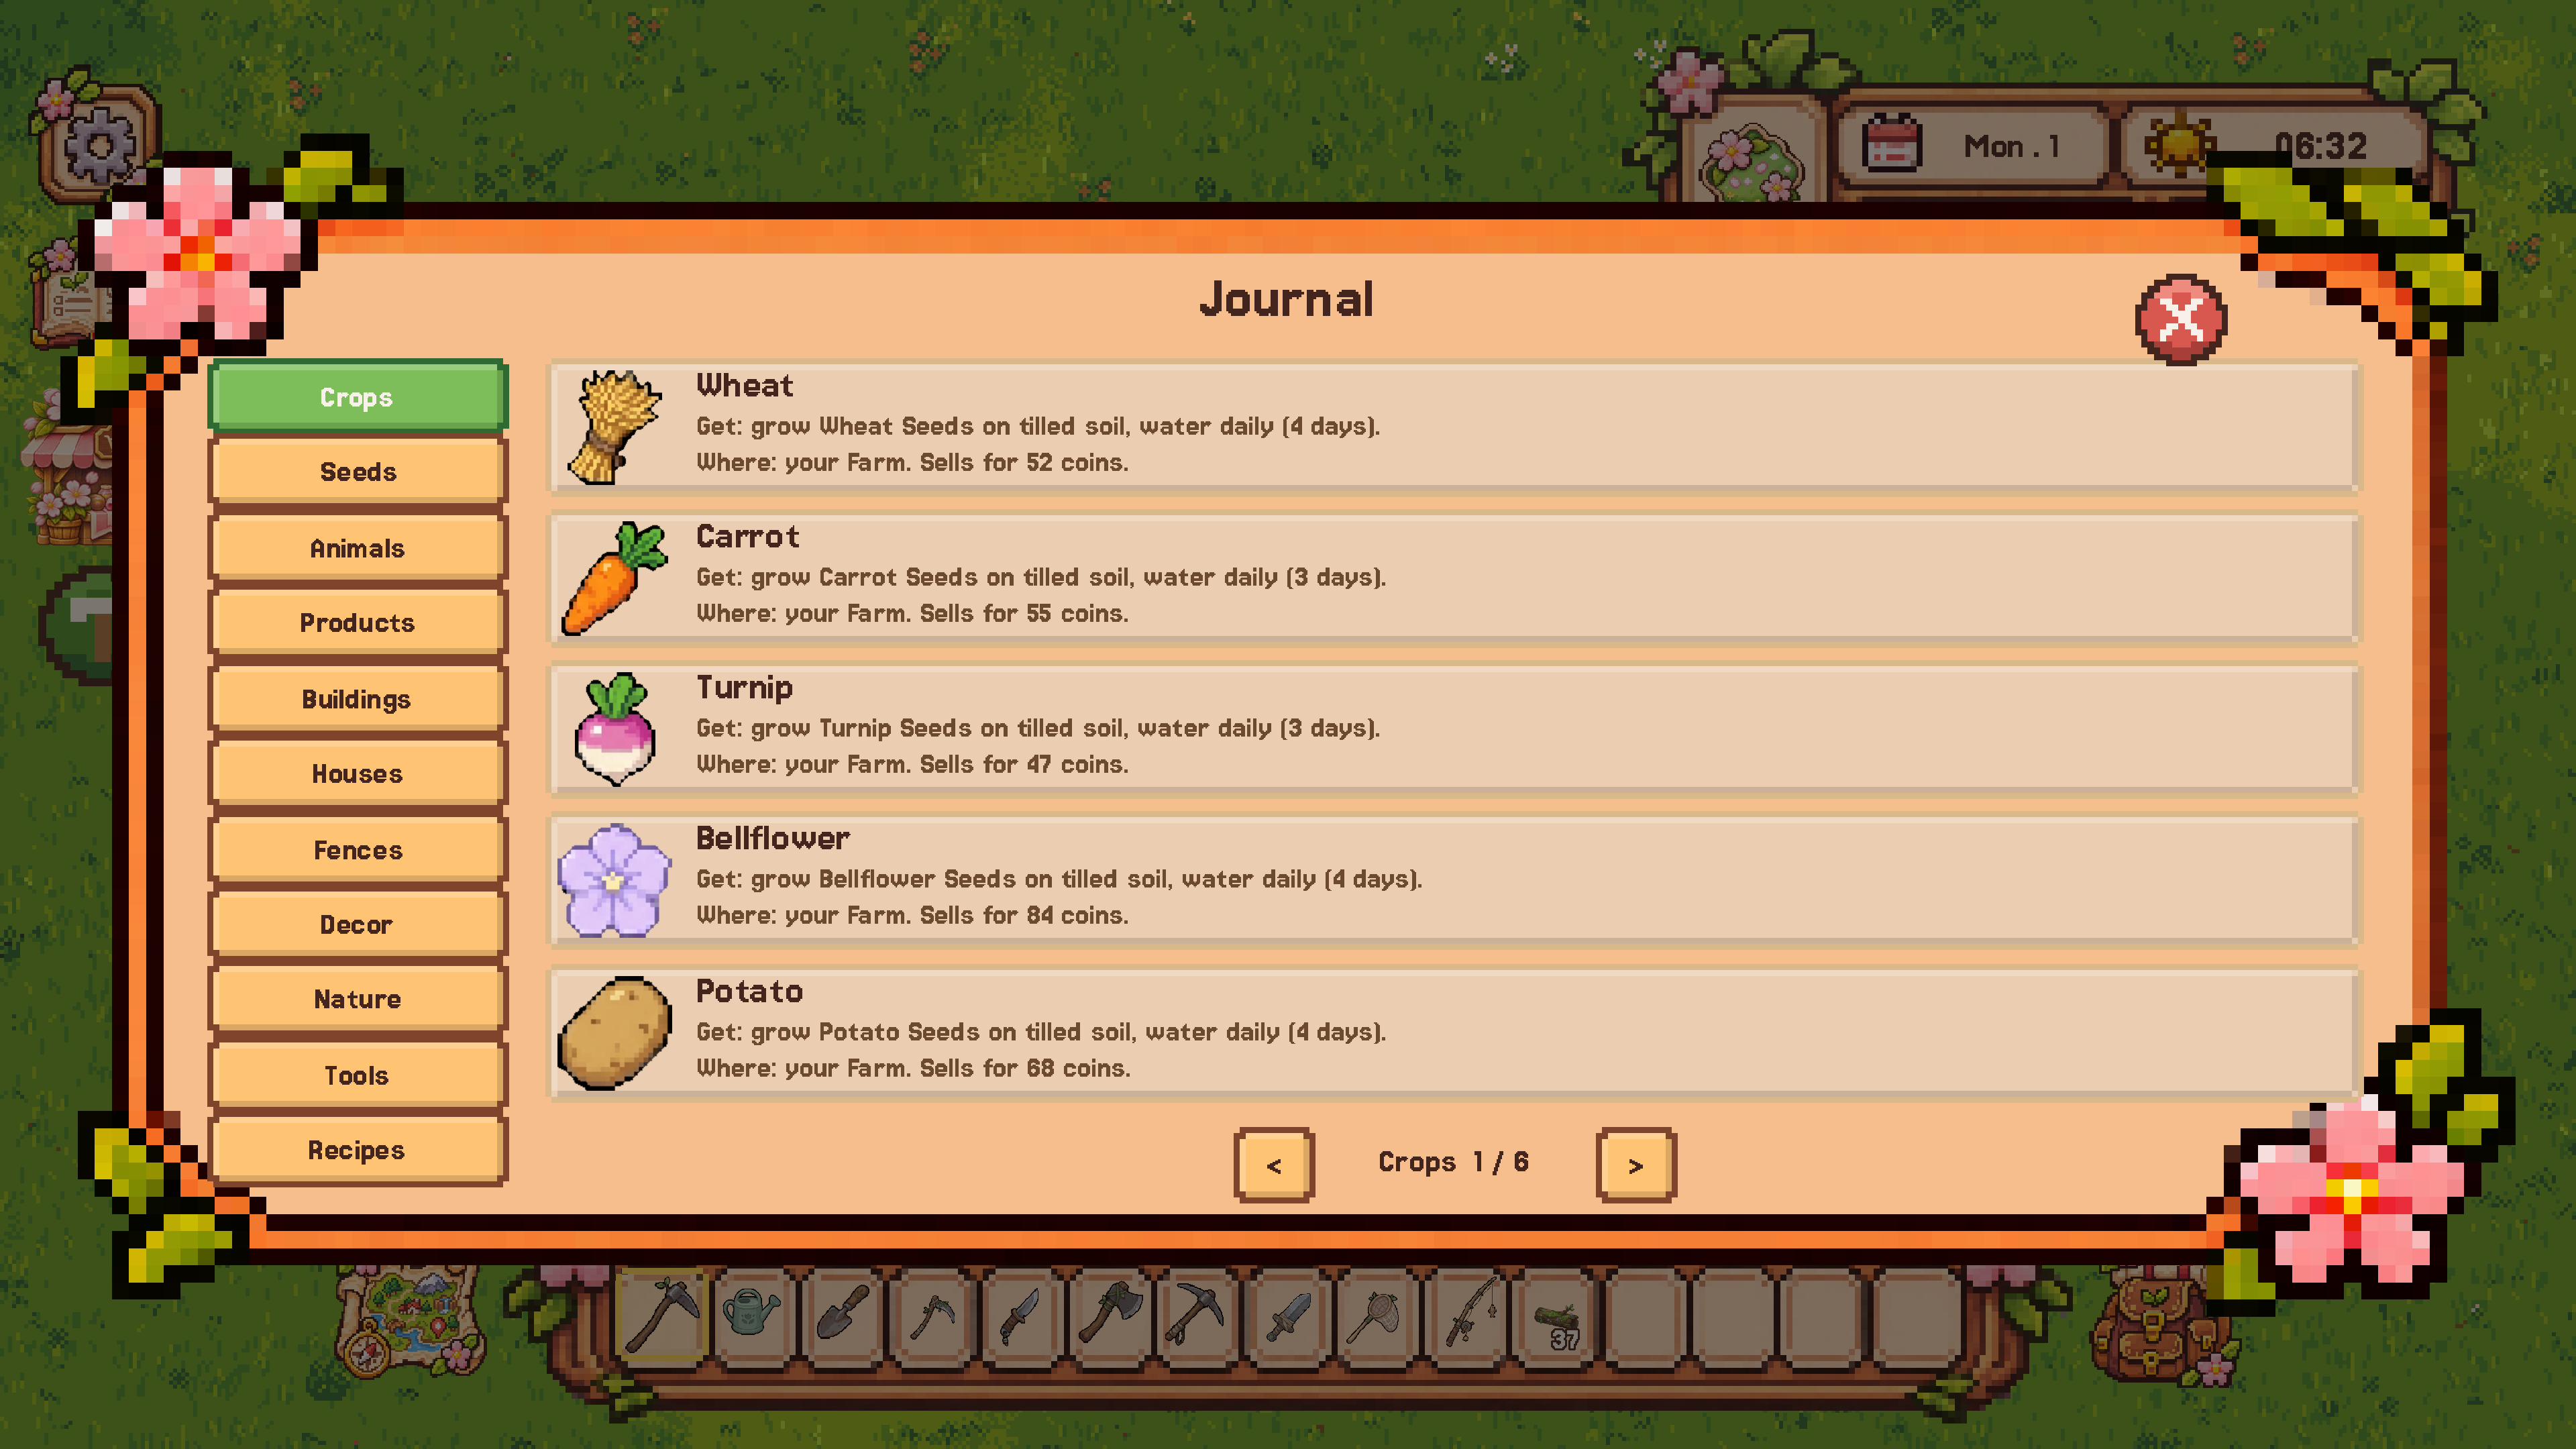 Mon. 1
06:32
Journal
Crops
Seeds
Animals
Products
Buildings
Houses
Fences
Decor
Nature
Tools
Recipes
Wheat
Get: grow Wheat Seeds on tilled soil, water daily (4 days).
Where: your Farm. Sells for 52 coins.
Carrot
Get: grow Carrot Seeds on tilled soil, water daily (3 days).
Where: your Farm. Sells for 55 coins.
Turnip
Get: grow Turnip Seeds on tilled soil, water daily (3 days).
Where: your Farm. Sells for 47 coins.
Bellflower
Get: grow Bellflower Seeds on tilled soil, water daily (4 days).
Where: your Farm. Sells for 84 coins.
Potato
Get: grow Potato Seeds on tilled soil, water daily (4 days).
Where: your Farm. Sells for 68 coins.
< Crops 1 / 6 >
37